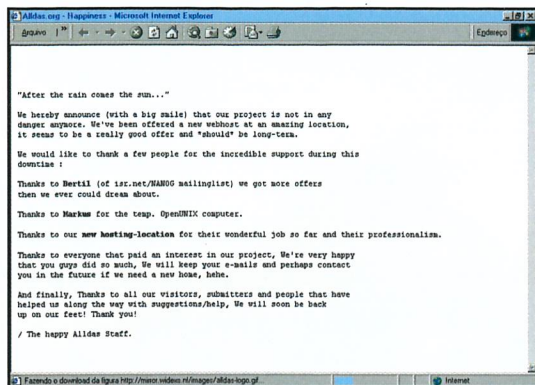 Alldas.org - Happiness - Microsoft Internet Explorer
Arquivo
Endereço
"After the rain comes the sun..."
We hereby announce (with a big smile) that our project is not in any
danger anymore. We've been offered a new webhost at an amazing location,
it seems to be a really good offer and *should* be long-term.
We would like to thank a few people for the incredible support during this
downtime :
Thanks to Bertil (of isr.net/NANOG mailinglist) we got more offers
then we ever could dream about.
Thanks to Markus for the temp. OpenUNIX computer.
Thanks to our new hosting-location for their wonderful job so far and their professionalism.
Thanks to everyone that paid an interest in our project, We're very happy
that you guys did so much, We will keep your e-mails and perhaps contact
you in the future if we need a new home, hehe.
And finally, Thanks to all our visitors, submitters and people that have
helped us along the way with suggestions/help, We will soon be back
up on our feet! Thank you!
/ The happy Alldas Staff.
Fazendo o download da figura http://mirror.widexs.nl/images/alldas-logo.gif...
Internet